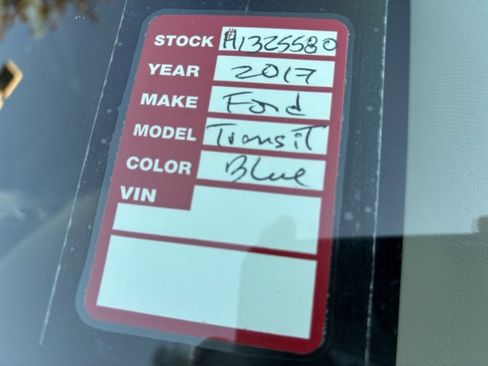 STOCK #A1325580
YEAR 2017
MAKE Ford
MODEL Transit
COLOR Blue
VIN